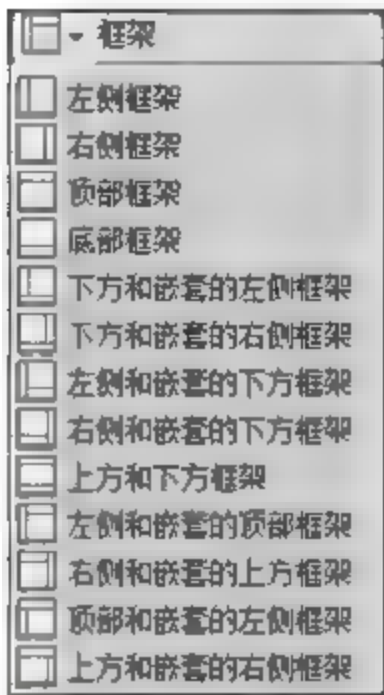 框架
左侧框架
右侧框架
顶部框架
底部框架
下方和嵌套的左侧框架
下方和嵌套的右侧框架
左侧和嵌套的下方框架
右侧和嵌套的下方框架
上方和下方框架
左侧和嵌套的顶部框架
右侧和嵌套的上方框架
顶部和嵌套的左侧框架
上方和嵌套的右侧框架